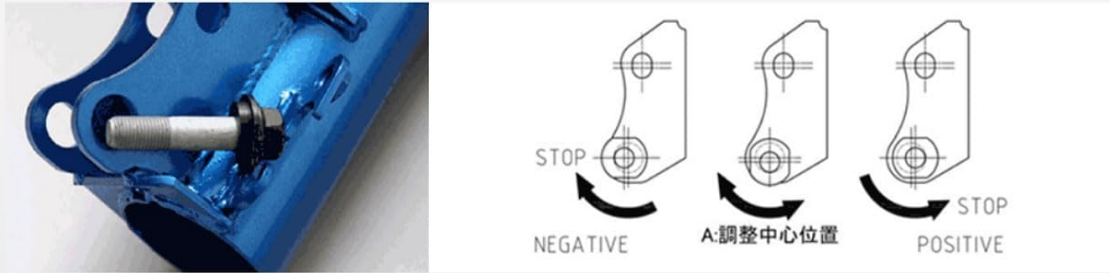 STOP
NEGATIVE
A:調整中心位置
STOP
POSITIVE